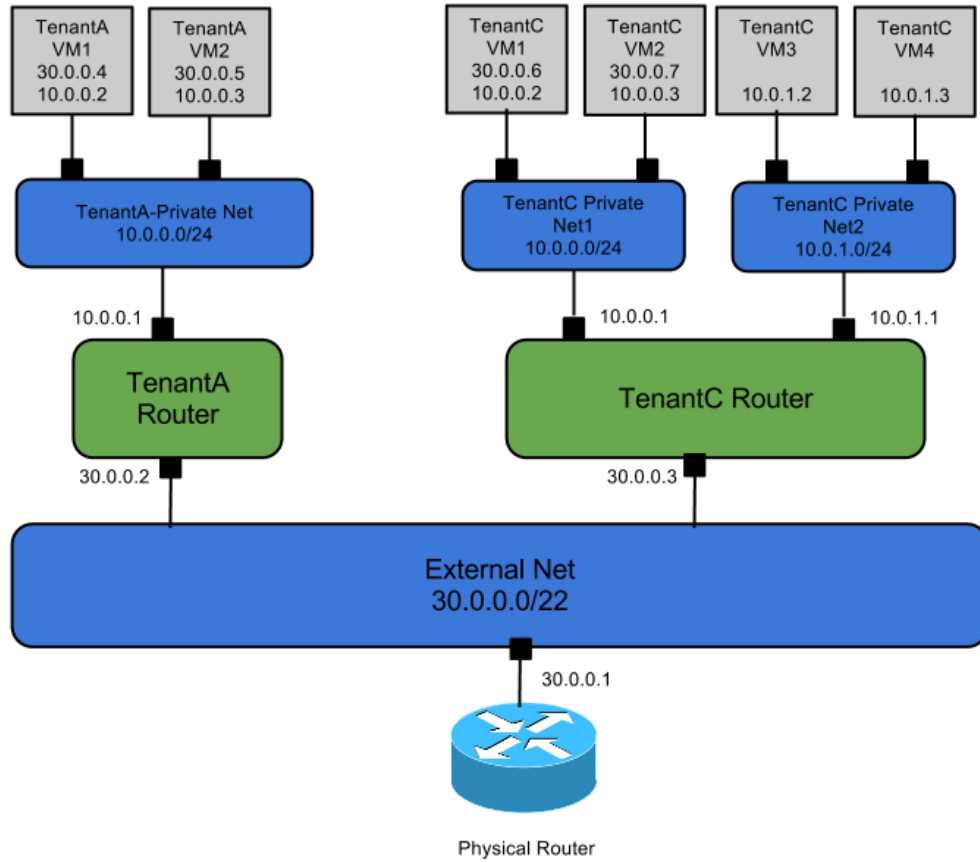 TenantA
VM1
30.0.0.4
10.0.0.2
TenantA
VM2
30.0.0.5
10.0.0.3
TenantC
VM1
30.0.0.6
10.0.0.2
TenantC
VM2
30.0.0.7
10.0.0.3
TenantC
VM3
10.0.1.2
TenantC
VM4
10.0.1.3
TenantA-Private Net
10.0.0.0/24
TenantC Private
Net1
10.0.0.0/24
TenantC Private
Net2
10.0.1.0/24
10.0.0.1
10.0.0.1
10.0.1.1
TenantA
Router
TenantC Router
30.0.0.2
30.0.0.3
External Net
30.0.0.0/22
30.0.0.1
Physical Router